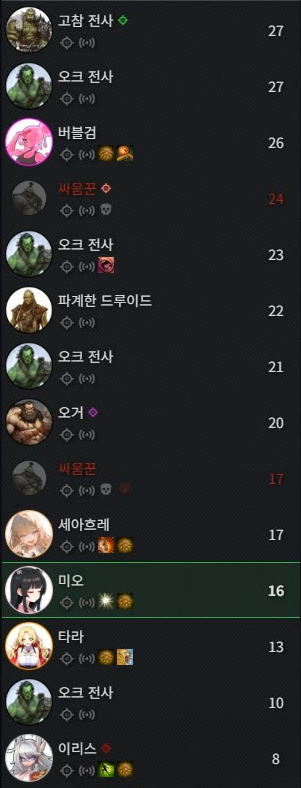 고참 전사 27
오크 전사 27
버블검 26
싸움꾼 24
오크 전사 23
파계한 드루이드 22
오크 전사 21
오거 20
싸움꾼 17
세아흐레 17
미오 16
타라 13
오크 전사 10
이리스 8